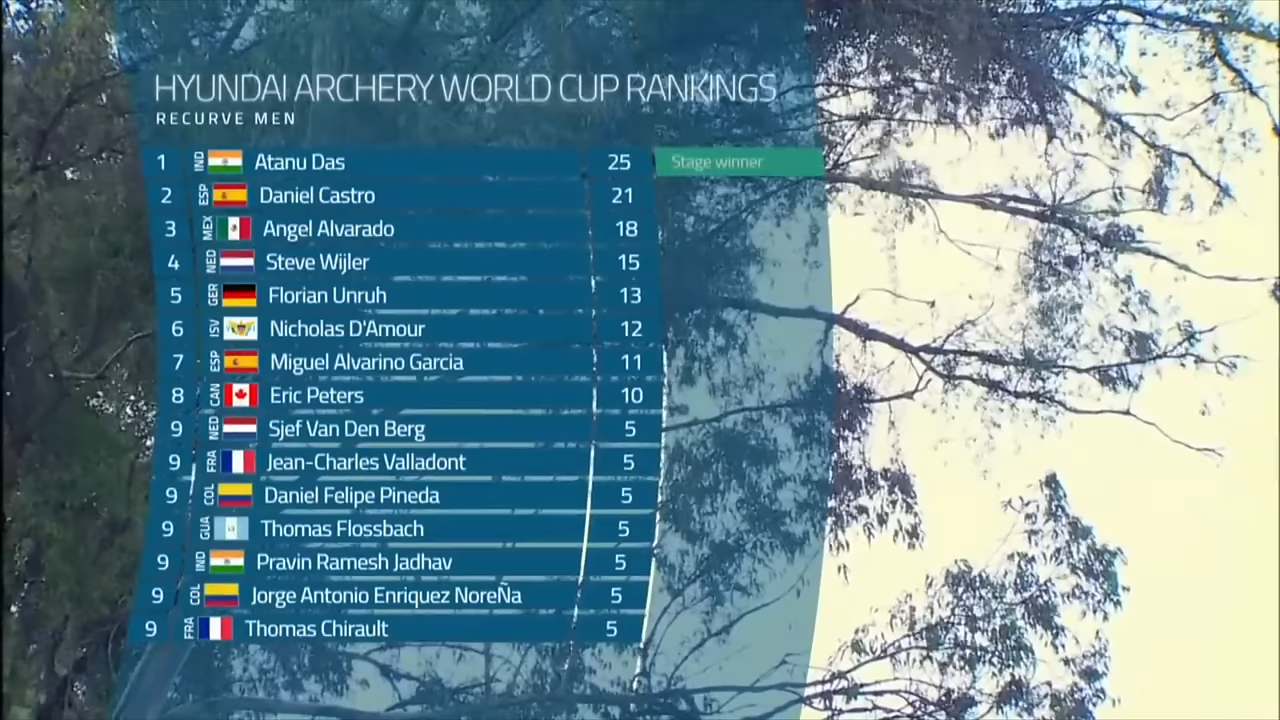 HYUNDAI ARCHERY WORLD CUP RANKINGS
RECURVE MEN
1 IND Atanu Das 25 Stage winner
2 ESP Daniel Castro 21
3 MEX Angel Alvarado 18
4 NED Steve Wijler 15
5 GER Florian Unruh 13
6 ISV Nicholas D'Amour 12
7 ESP Miguel Alvarino Garcia 11
8 CAN Eric Peters 10
9 NED Sjef Van Den Berg 5
9 FRA Jean-Charles Valladont 5
9 COL Daniel Felipe Pineda 5
9 GUA Thomas Flossbach 5
9 IND Pravin Ramesh Jadhav 5
9 COL Jorge Antonio Enriquez NoreÑa 5
9 FRA Thomas Chirault 5